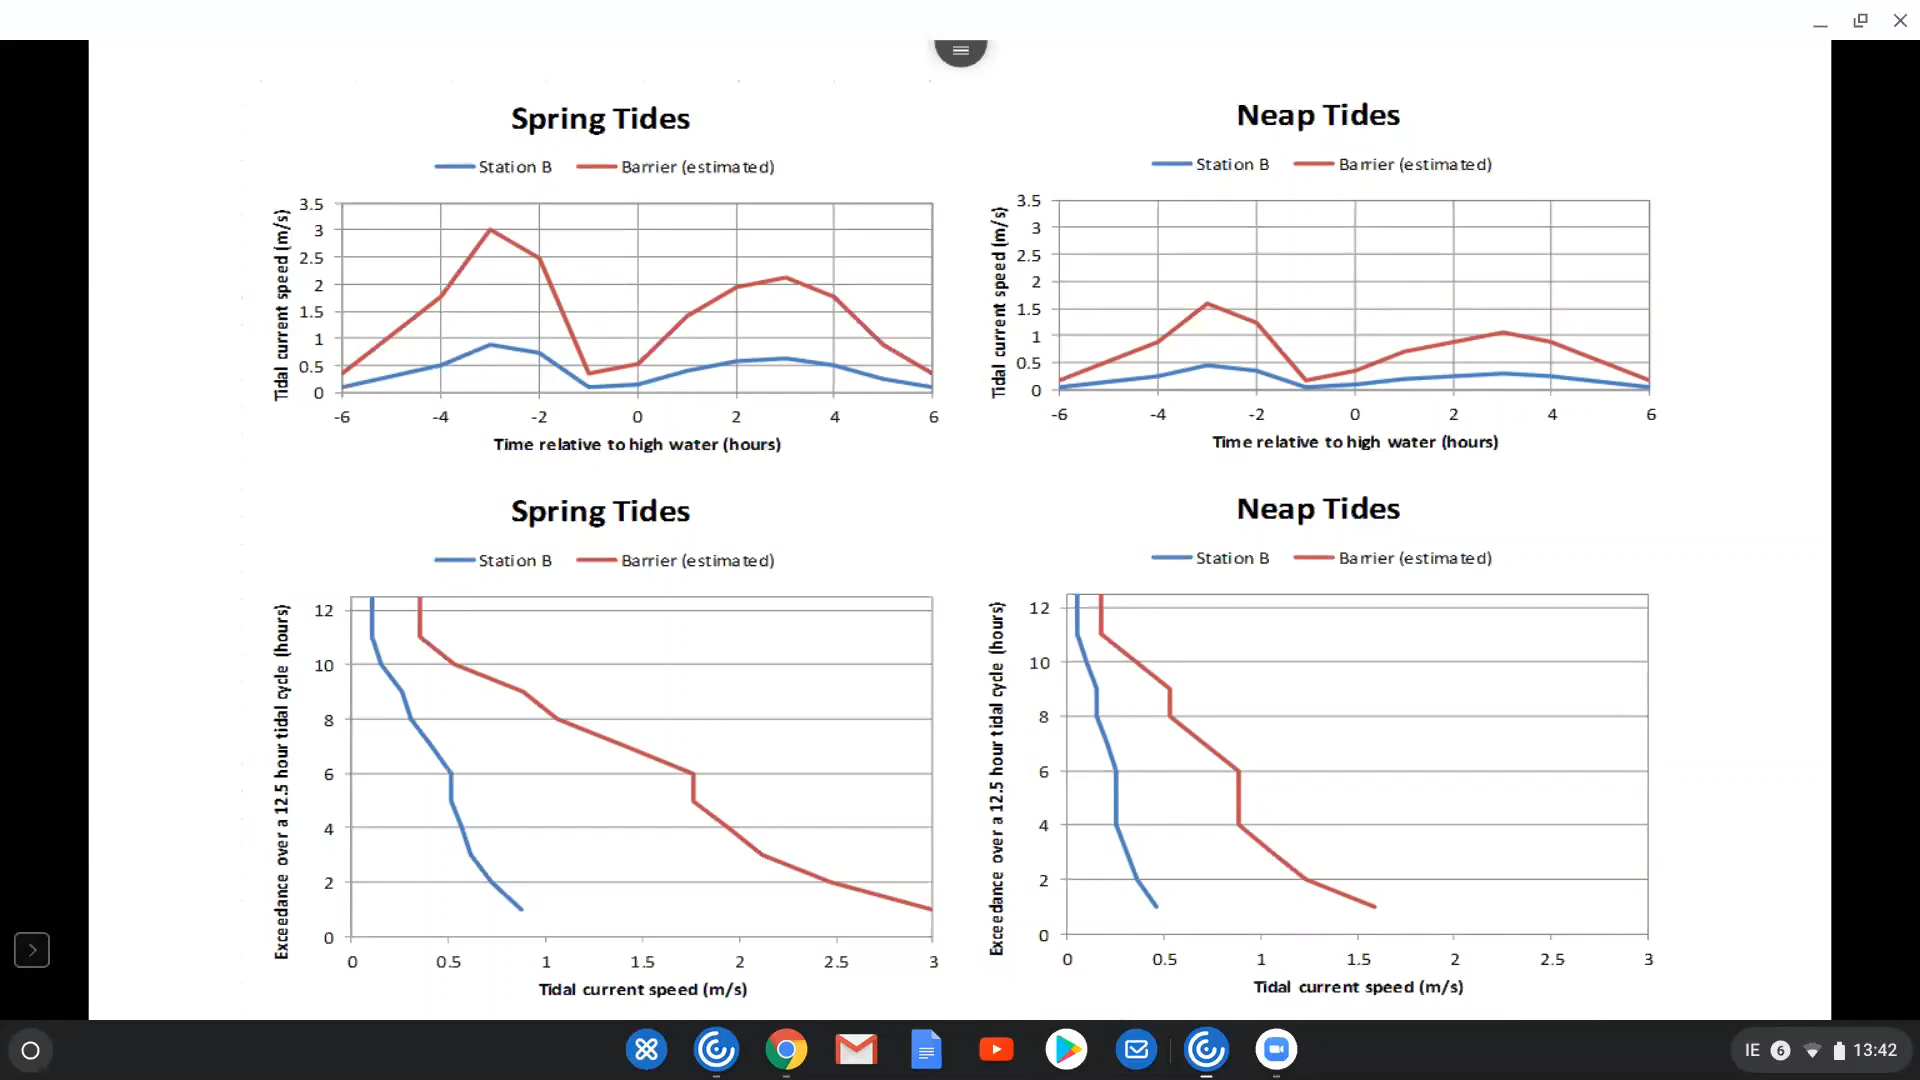 Spring Tides
Station B Barrier (estimated)
Tidal current speed (m/s)
3.5
3
2.5
2
1.5
1
0.5
0
-6 -4 -2 0 2 4 6
Time relative to high water (hours)
Neap Tides
Station B Barrier (estimated)
Tidal current speed (m/s)
3.5
3
2.5
2
1.5
1
0.5
0
-6 -4 -2 0 2 4 6
Time relative to high water (hours)
Spring Tides
Station B Barrier (estimated)
Exceedance over a 12.5 hour tidal cycle (hours)
12
10
8
6
4
2
0
0 0.5 1 1.5 2 2.5 3
Tidal current speed (m/s)
Neap Tides
Station B Barrier (estimated)
Exceedance over a 12.5 hour tidal cycle (hours)
12
10
8
6
4
2
0
0 0.5 1 1.5 2 2.5 3
Tidal current speed (m/s)
IE 6 13:42